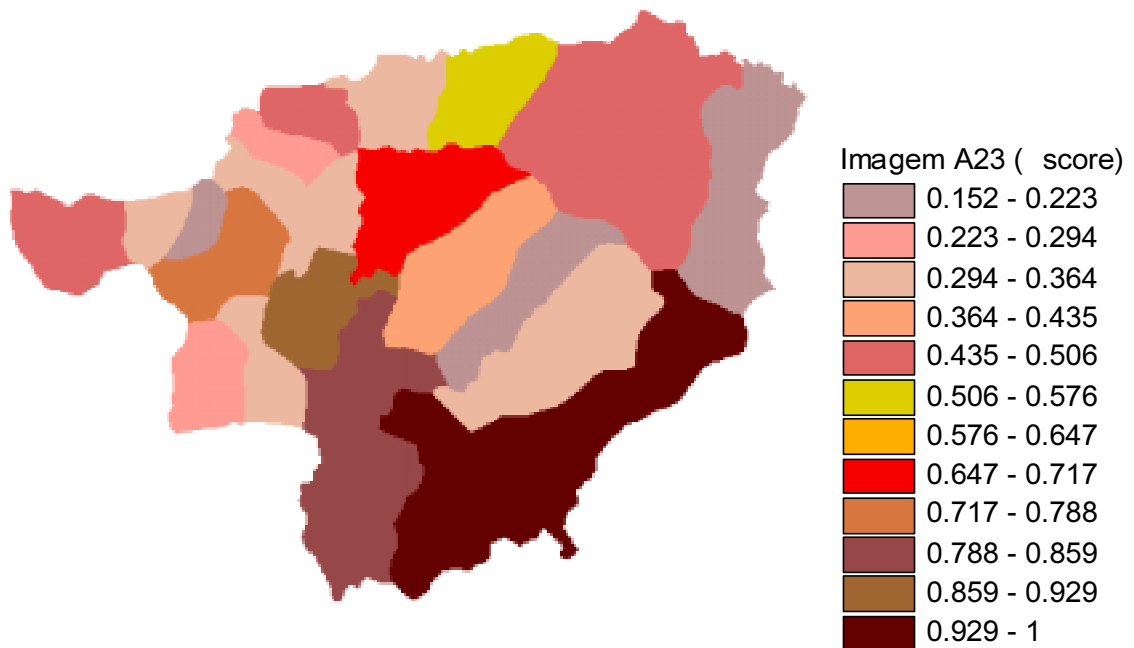 Imagem A23 ( score)
0.152 - 0.223
0.223 - 0.294
0.294 - 0.364
0.364 - 0.435
0.435 - 0.506
0.506 - 0.576
0.576 - 0.647
0.647 - 0.717
0.717 - 0.788
0.788 - 0.859
0.859 - 0.929
0.929 - 1